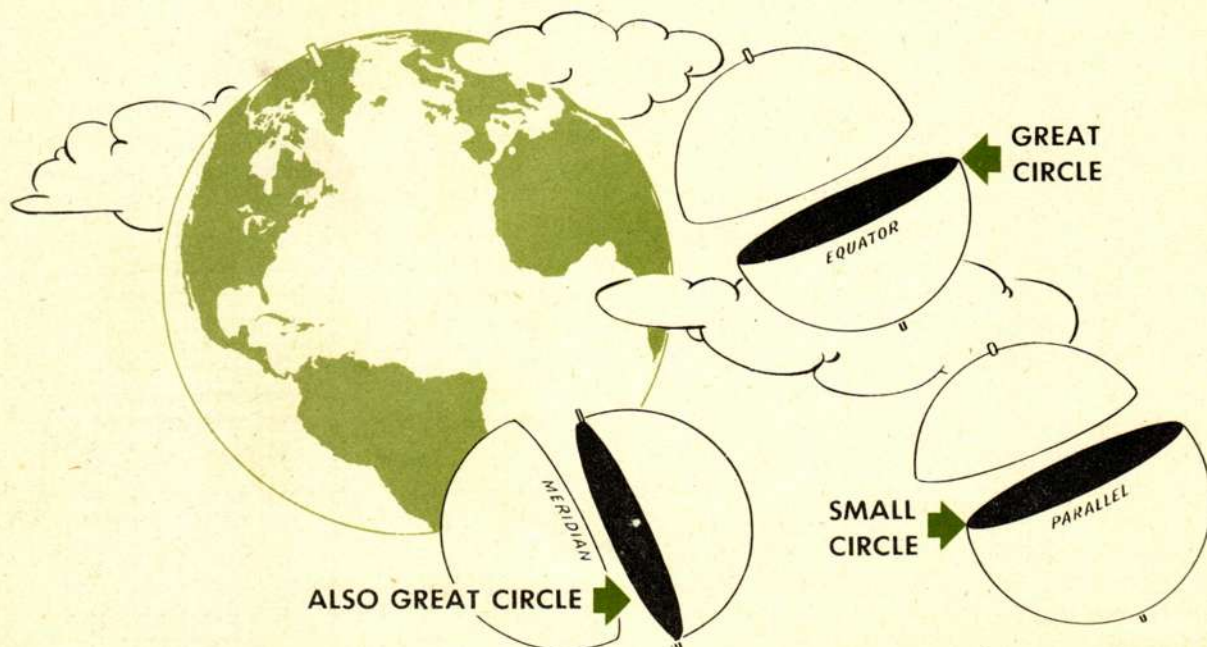 GREAT
CIRCLE
EQUATOR
SMALL
CIRCLE
PARALLEL
MERIDIAN
ALSO GREAT CIRCLE